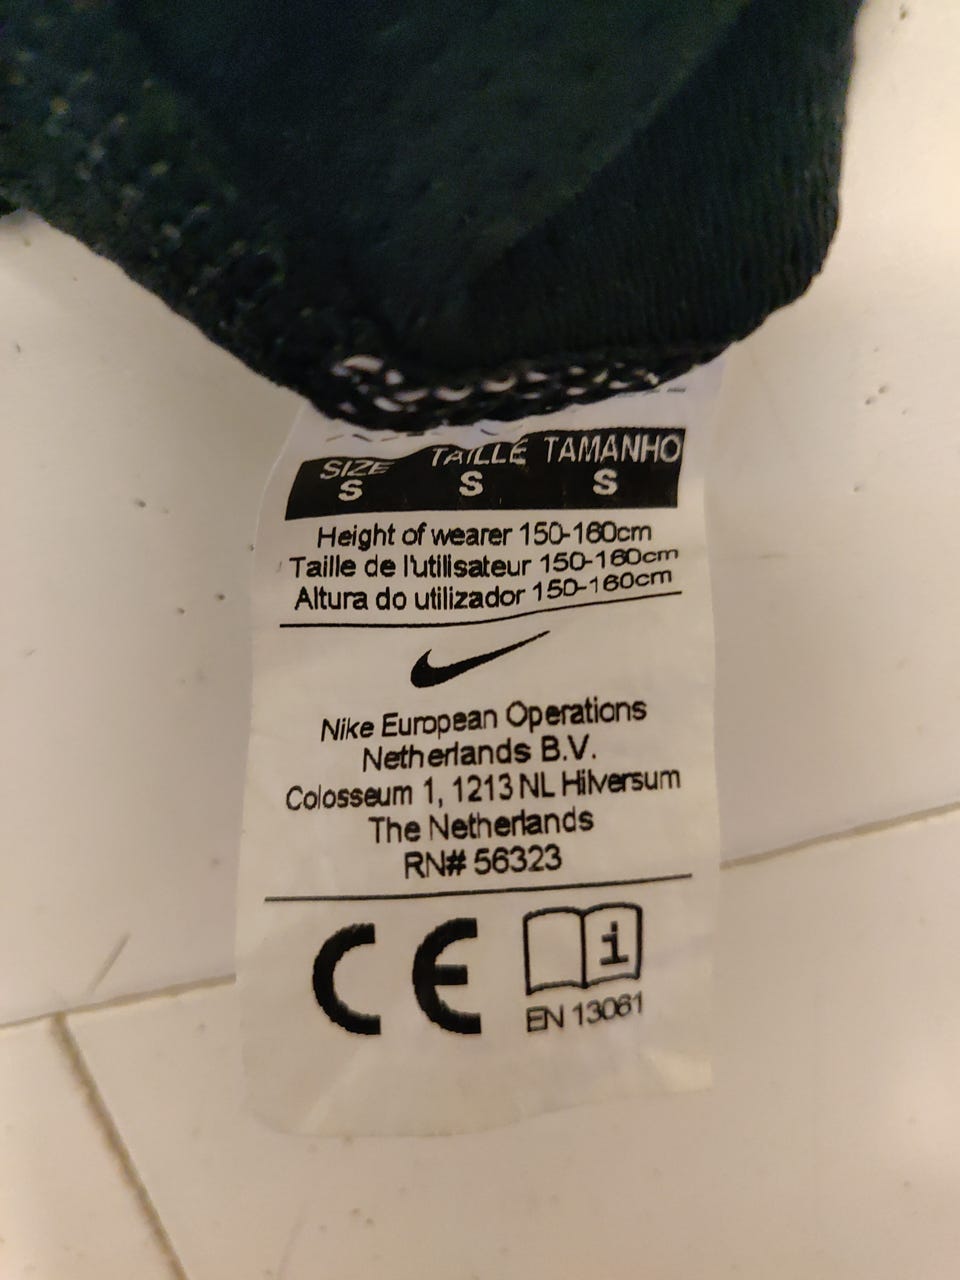 SIZE TAILLE TAMANHO
S S S
Height of wearer 150-160cm
Taille de l'utilisateur 150-160cm
Altura do utilizador 150-160cm
Nike European Operations
Netherlands B.V.
Colosseum 1, 1213 NL Hilversum
The Netherlands
RN# 56323
CE i
EN 13061